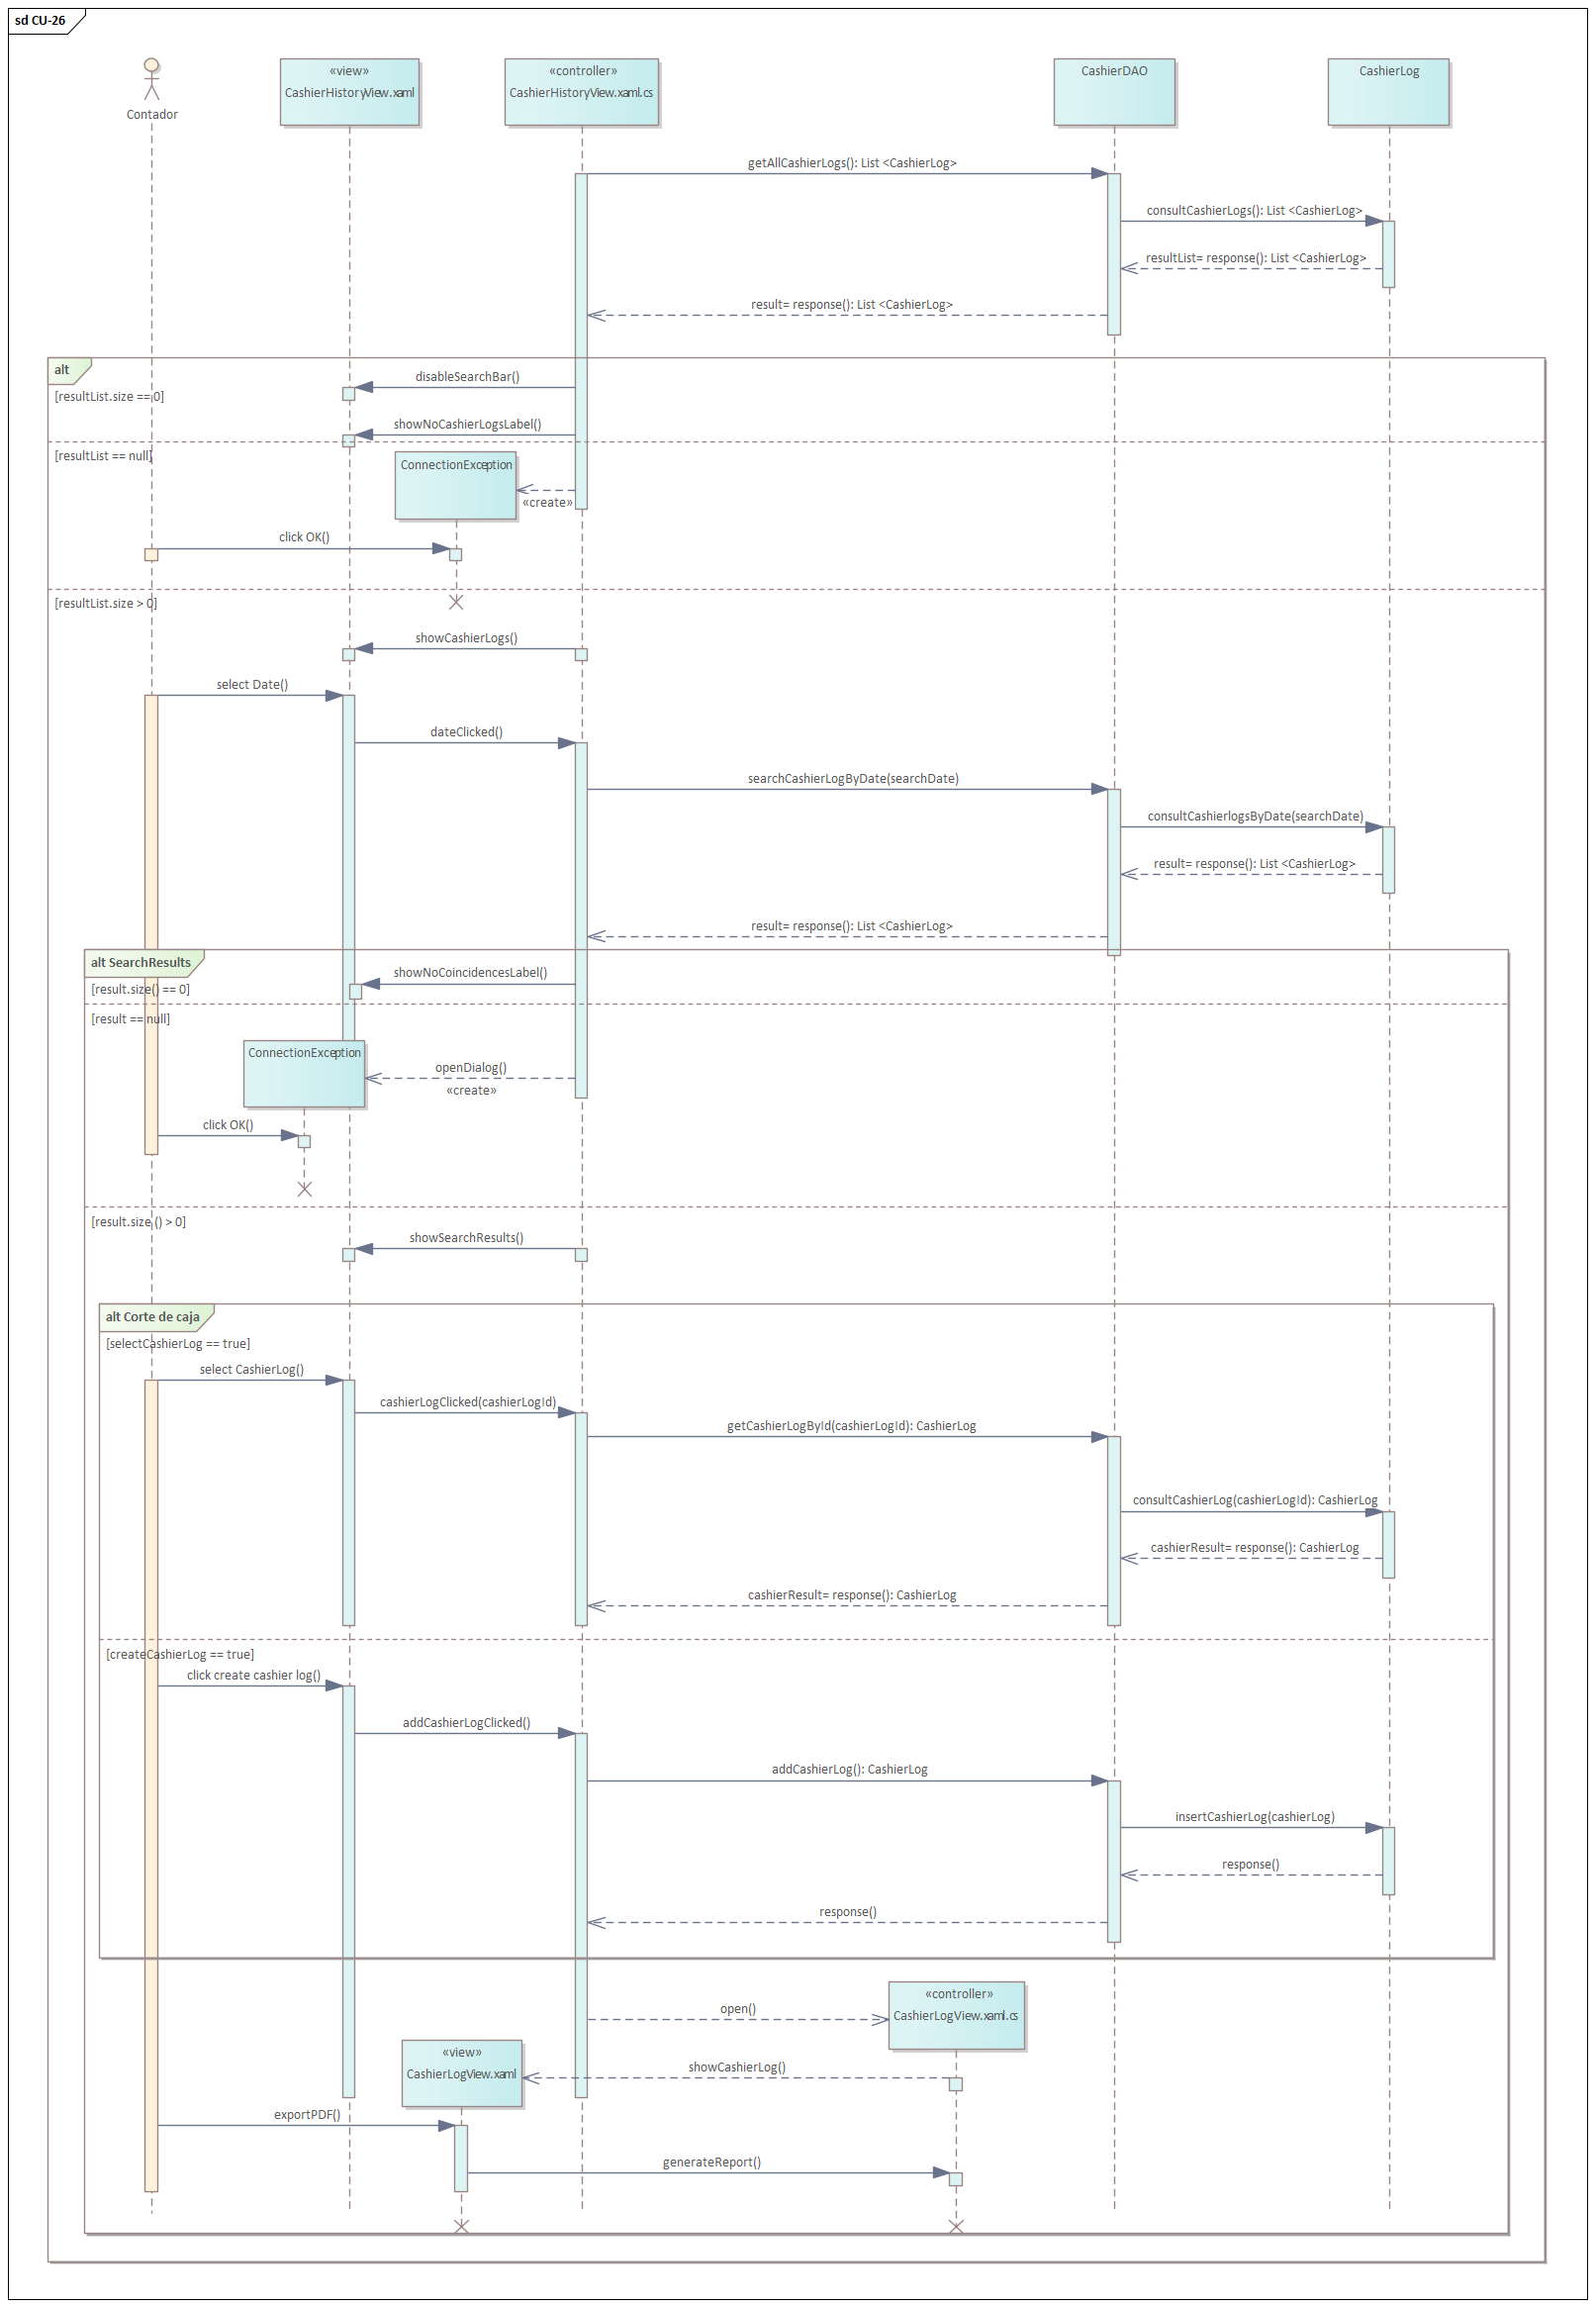 sd CU-26
Contador
«view»
CashierHistoryView.xaml
«controller»
CashierHistoryView.xaml.cs
CashierDAO
CashierLog
getAllCashierLogs(): List <CashierLog>
consultCashierLogs(): List <CashierLog>
resultList= response(): List <CashierLog>
result= response(): List <CashierLog>
alt
disableSearchBar()
[resultList.size == 0]
showNoCashierLogsLabel()
[resultList == null]
ConnectionException
«create»
click OK()
[resultList.size > 0]
showCashierLogs()
select Date()
dateClicked()
searchCashierLogByDate(searchDate)
consultCashierlogsByDate(searchDate)
result= response(): List <CashierLog>
result= response(): List <CashierLog>
alt SearchResults
showNoCoincidencesLabel()
[result.size() == 0]
[result == null]
ConnectionException
openDialog()
«create»
click OK()
[result.size () > 0]
showSearchResults()
alt Corte de caja
[selectCashierLog == true]
select CashierLog()
cashierLogClicked(cashierLogId)
getCashierLogById(cashierLogId): CashierLog
consultCashierLog(cashierLogId): CashierLog
cashierResult= response(): CashierLog
cashierResult= response(): CashierLog
[createCashierLog == true]
click create cashier log()
addCashierLogClicked()
addCashierLog(): CashierLog
insertCashierLog(cashierLog)
response()
response()
«controller»
CashierLogView.xaml.cs
open()
«view»
CashierLogView.xaml
showCashierLog()
exportPDF()
generateReport()